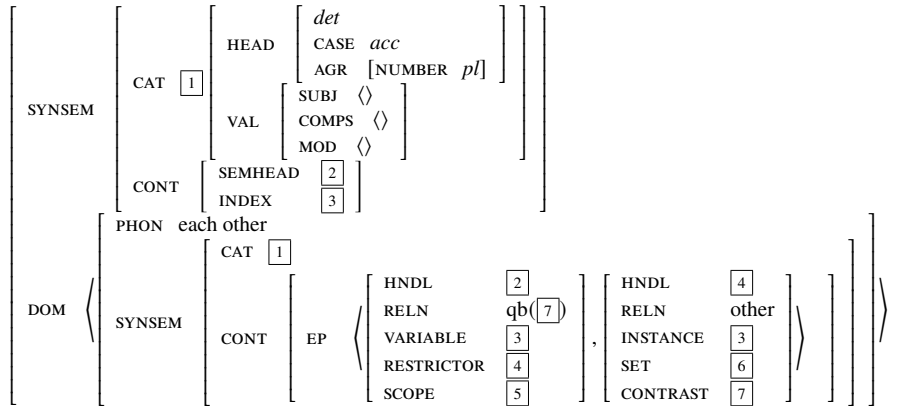 det
HEAD CASE acc
AGR [NUMBER pl]
CAT 1
SUBJ ⟨⟩
SYNSEM VAL COMPS ⟨⟩
MOD ⟨⟩
CONT SEMHEAD 2
INDEX 3
PHON each other
CAT 1
HNDL 2 HNDL 4
DOM ⟨ SYNSEM RELN qb(7) RELN other ⟩
CONT EP ⟨ VARIABLE 3 , INSTANCE 3 ⟩
RESTRICTOR 4 SET 6
SCOPE 5 CONTRAST 7